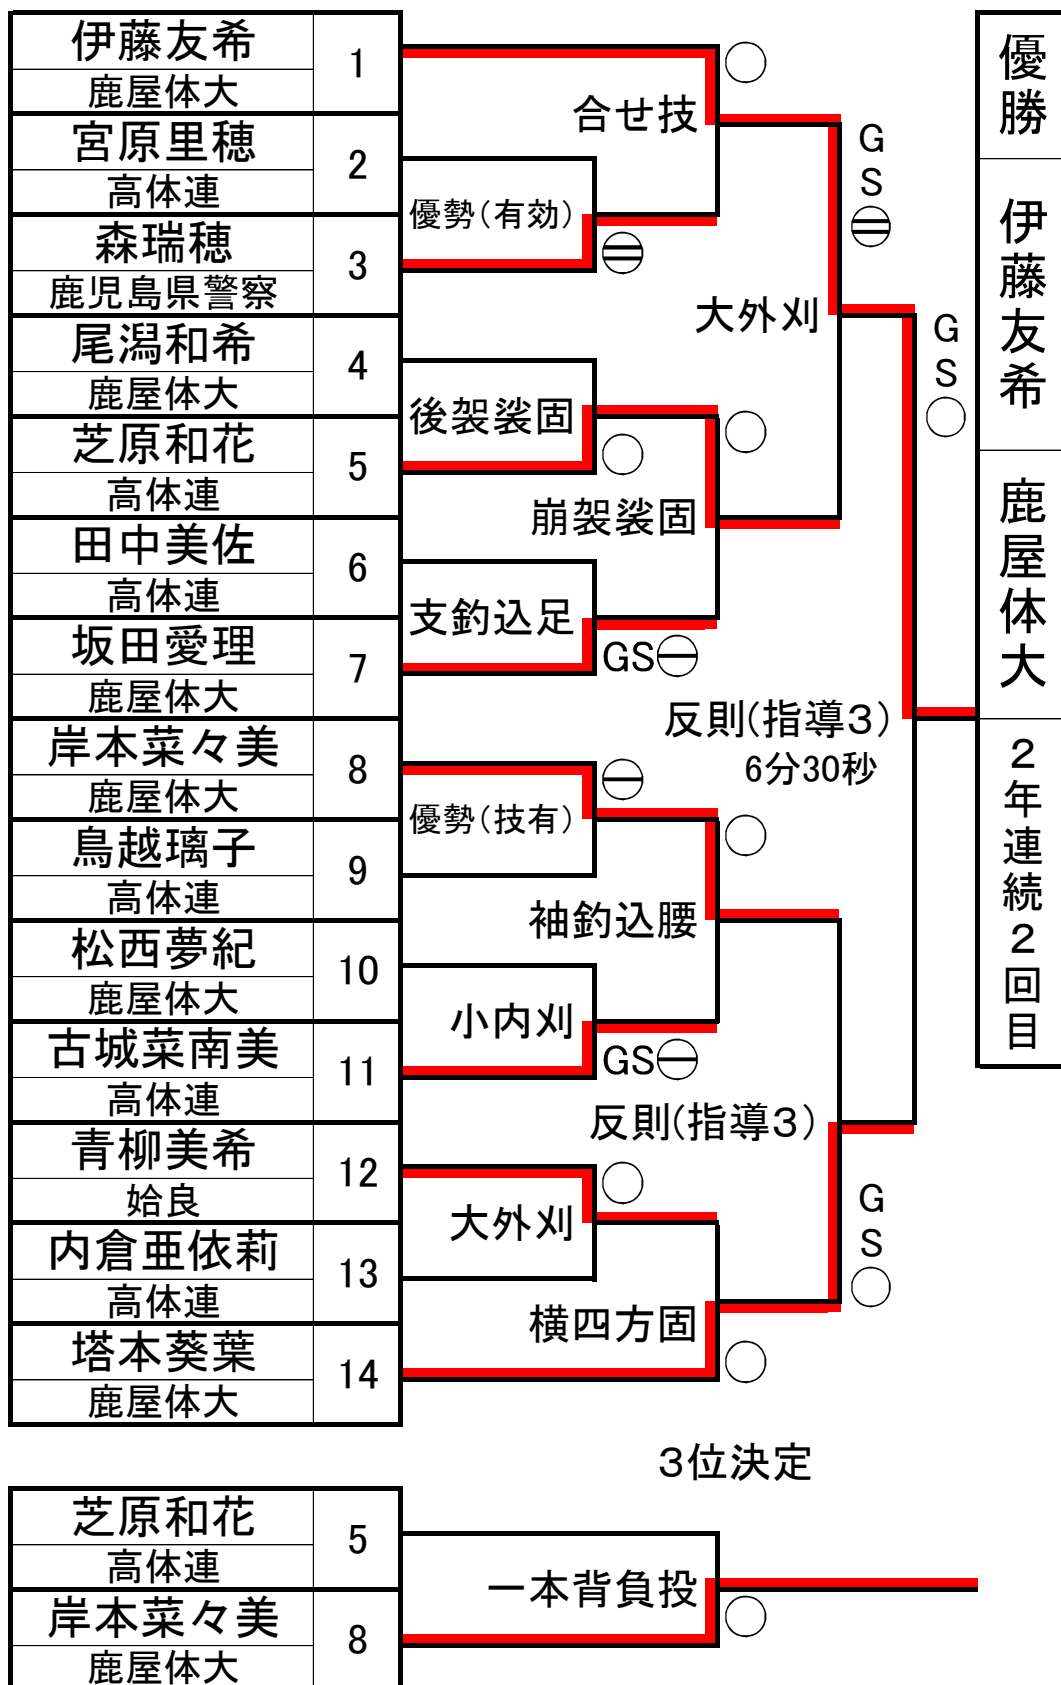 伊藤友希
1
鹿屋体大
宮原里穂
2
高体連
森瑞穂
3
鹿児島県警察
尾潟和希
4
鹿屋体大
芝原和花
5
高体連
田中美佐
6
高体連
坂田愛理
7
鹿屋体大
岸本菜々美
8
鹿屋体大
鳥越璃子
9
高体連
松西夢紀
10
鹿屋体大
古城菜南美
11
高体連
青柳美希
12
姶良
内倉亜依莉
13
高体連
塔本葵葉
14
鹿屋体大
優勢(有効)
後袈裟固
支釣込足
GS
優勢(技有)
小内刈
GS
大外刈
合せ技
崩袈裟固
袖釣込腰
横四方固
大外刈
GS
反則(指導3)
GS
反則(指導3)
6分30秒
GS
優勝
伊藤友希
鹿屋体大
2年連続2回目
3位決定
芝原和花
5
高体連
岸本菜々美
8
鹿屋体大
一本背負投